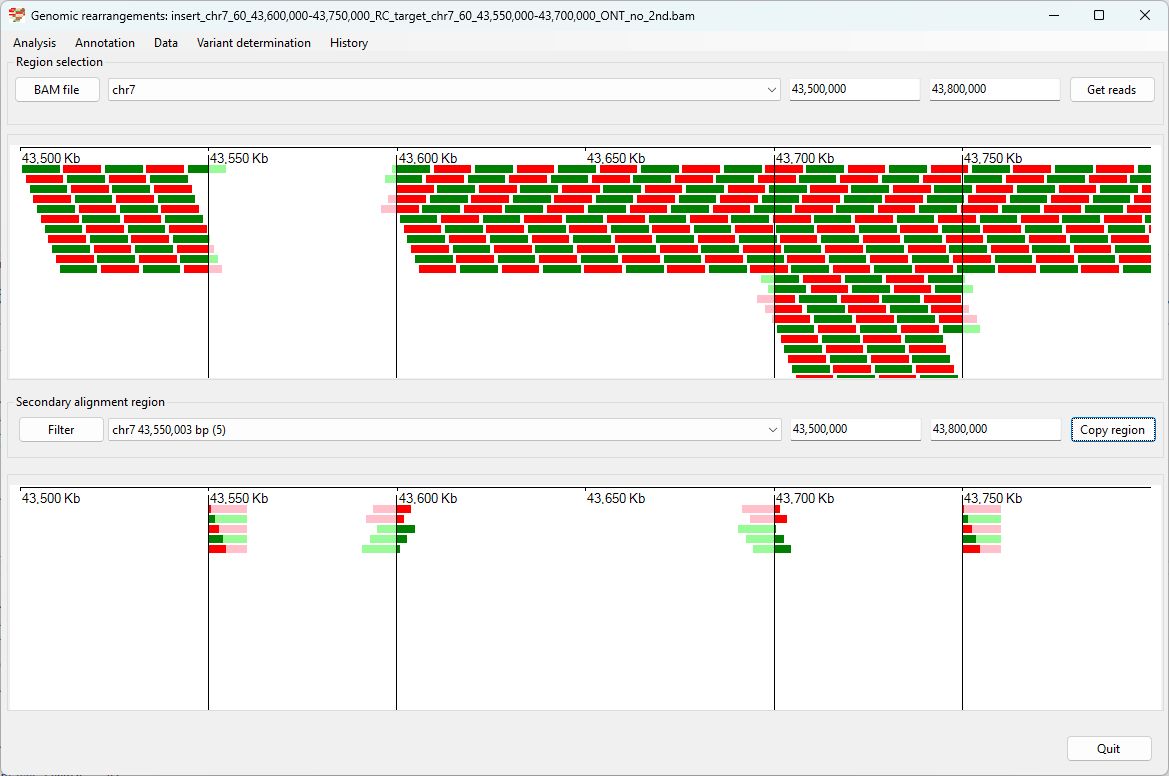 Genomic rearrangements: insert_chr7_60_43,600,000-43,750,000_RC_target_chr7_60_43,550,000-43,700,000_ONT_no_2nd.bam
Analysis Annotation Data Variant determination History
Region selection
BAM file chr7 43,500,000 43,800,000 Get reads
43,500 Kb 43,550 Kb 43,600 Kb 43,650 Kb 43,700 Kb 43,750 Kb
Secondary alignment region
Filter chr7 43,550,003 bp (5) 43,500,000 43,800,000 Copy region
43,500 Kb 43,550 Kb 43,600 Kb 43,650 Kb 43,700 Kb 43,750 Kb
Quit